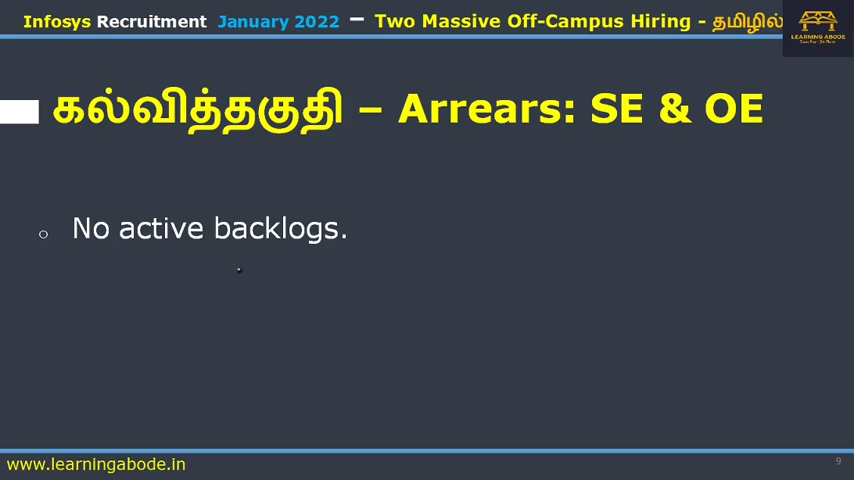 Infosys Recruitment January 2022 – Two Massive Off-Campus Hiring - தமிழில்
LEARNING ABODE
கல்வித்தகுதி – Arrears: SE & OE
No active backlogs.
www.learningabode.in
9